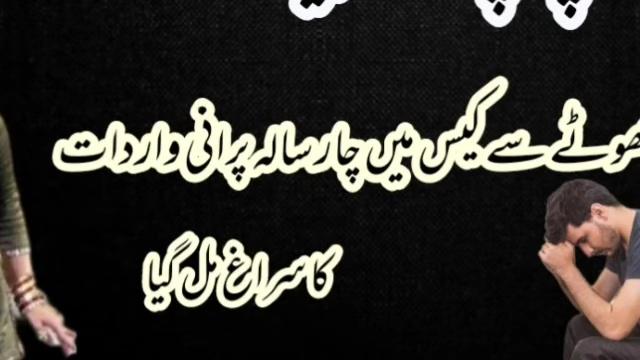 سے کیس میں چار سالہ پرانی واردات
کا سراغ مل گیا